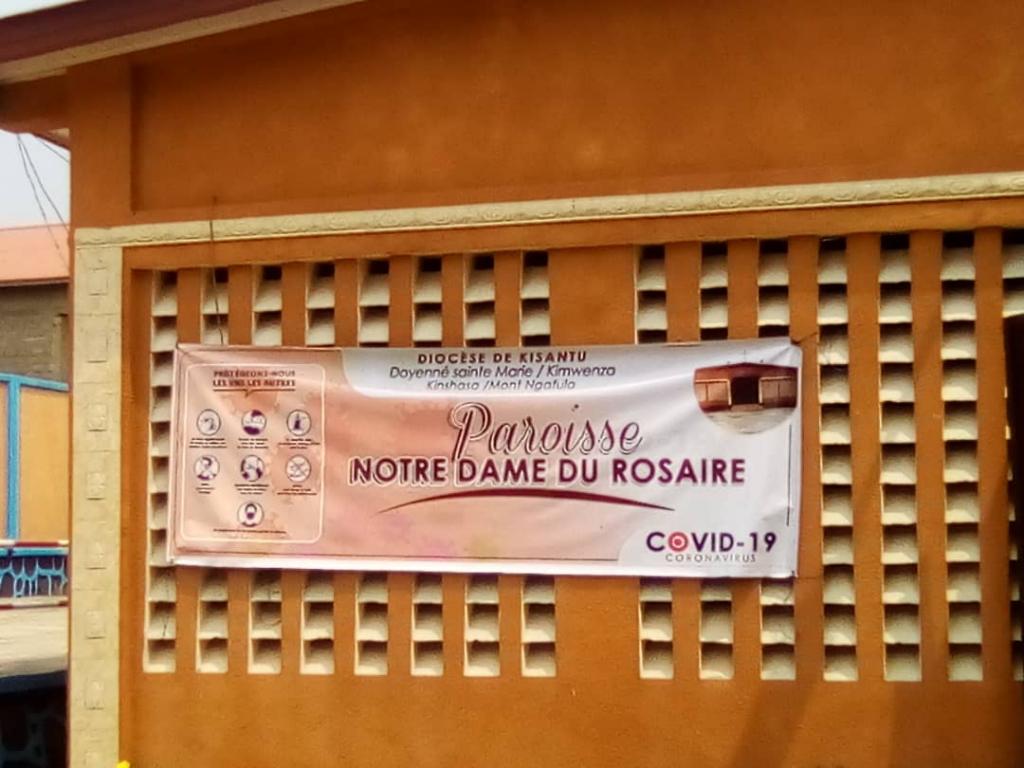 PROTÉGEONS-NOUS
LES UNS LES AUTRES
DIOCÈSE DE KISANTU
Doyenné sainte Marie / Kimwenza
Kinshasa /Mont Ngafula
Paroisse
NOTRE DAME DU ROSAIRE
COVID-19
CORONAVIRUS